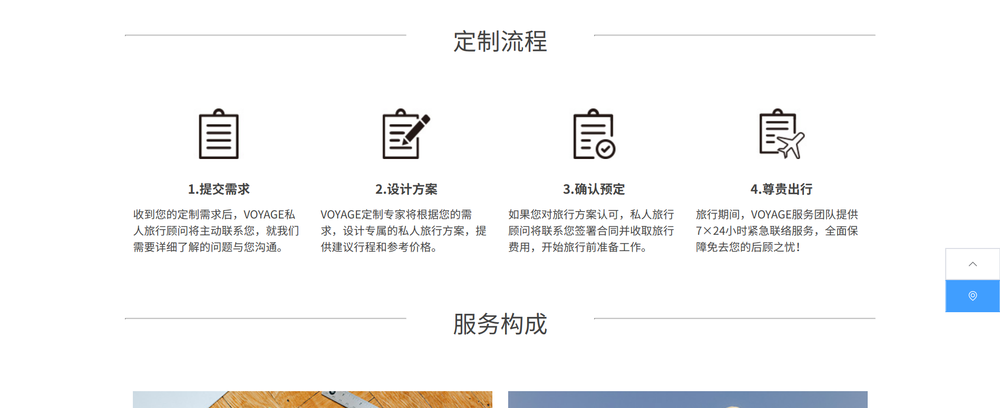 定制流程
1.提交需求
收到您的定制需求后，VOYAGE私
人旅行顾问将主动联系您，就我们
需要详细了解的问题与您沟通。
2.设计方案
VOYAGE定制专家将根据您的需
求，设计专属的私人旅行方案，提
供建议行程和参考价格。
3.确认预定
如果您对旅行方案认可，私人旅行
顾问将联系您签署合同并收取旅行
费用，开始旅行前准备工作。
4.尊贵出行
旅行期间，VOYAGE服务团队提供
7×24小时紧急联络服务，全面保
障免去您的后顾之忧！
服务构成